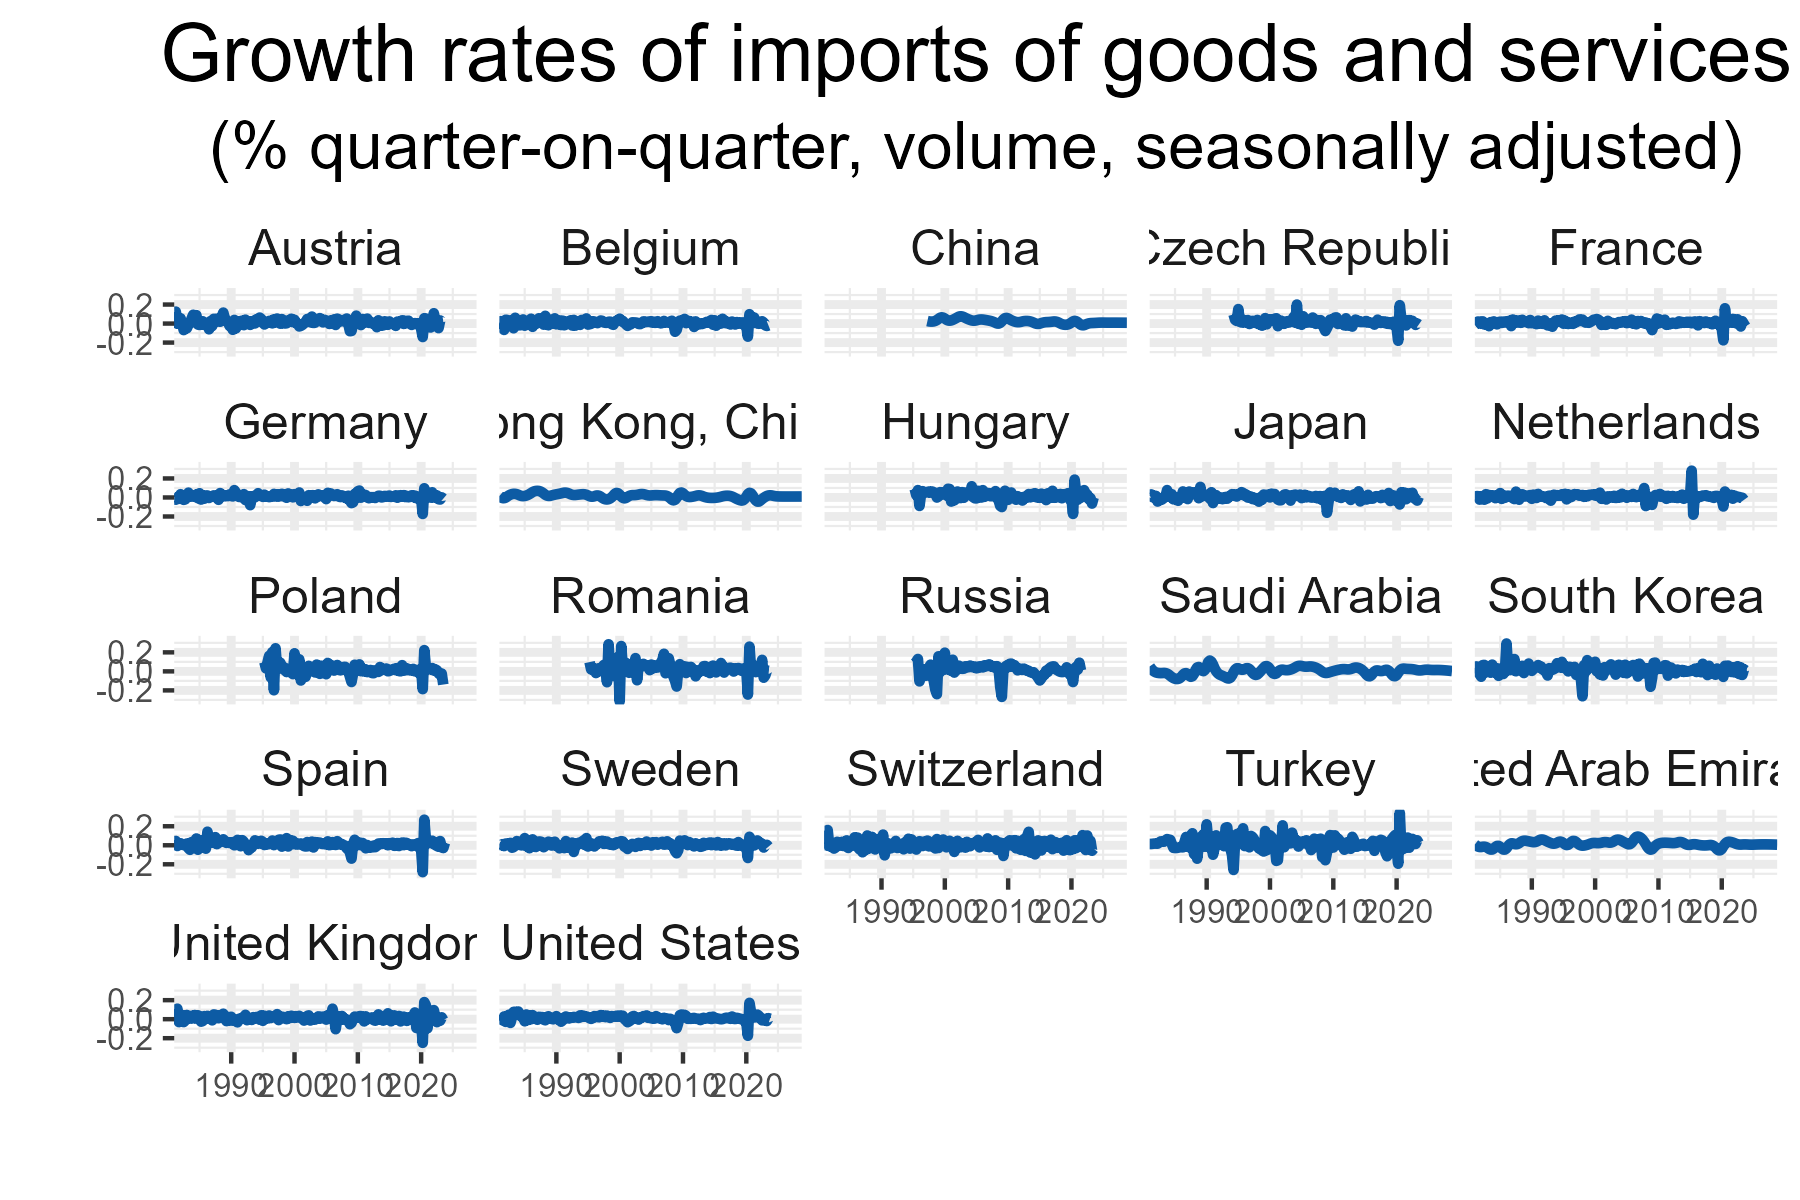 Growth rates of imports of goods and services
(% quarter-on-quarter, volume, seasonally adjusted)
Austria Belgium China Czech Republi France
0.2
0.0
-0.2
Germany ong Kong, Chi Hungary Japan Netherlands
0.2
0.0
-0.2
Poland Romania Russia Saudi Arabia South Korea
0.2
0.0
-0.2
Spain Sweden Switzerland Turkey ted Arab Emira
0.2
0.0
-0.2
1990 2000 2010 2020 1990 2000 2010 2020 1990 2000 2010 2020
United Kingdom United States
0.2
0.0
-0.2
1990 2000 2010 2020 1990 2000 2010 2020